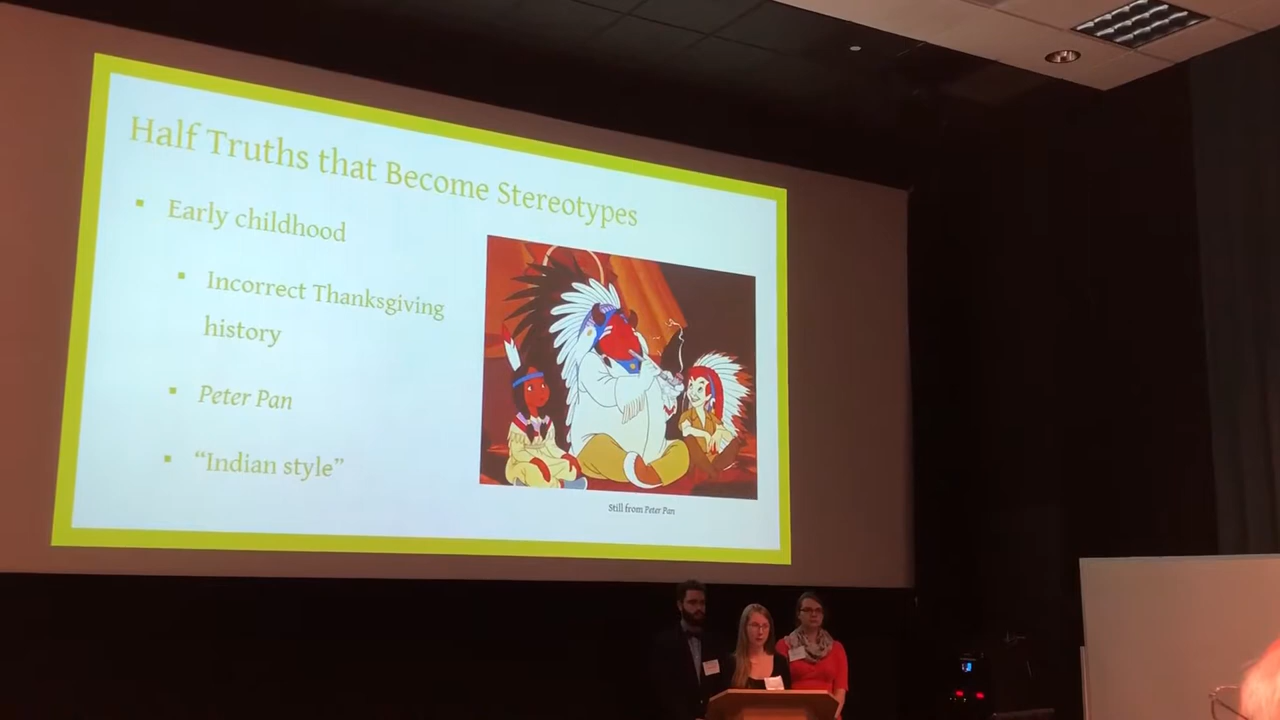 Half Truths that Become Stereotypes
▪ Early childhood
▪ Incorrect Thanksgiving
history
▪ Peter Pan
▪ “Indian style”
Still from Peter Pan